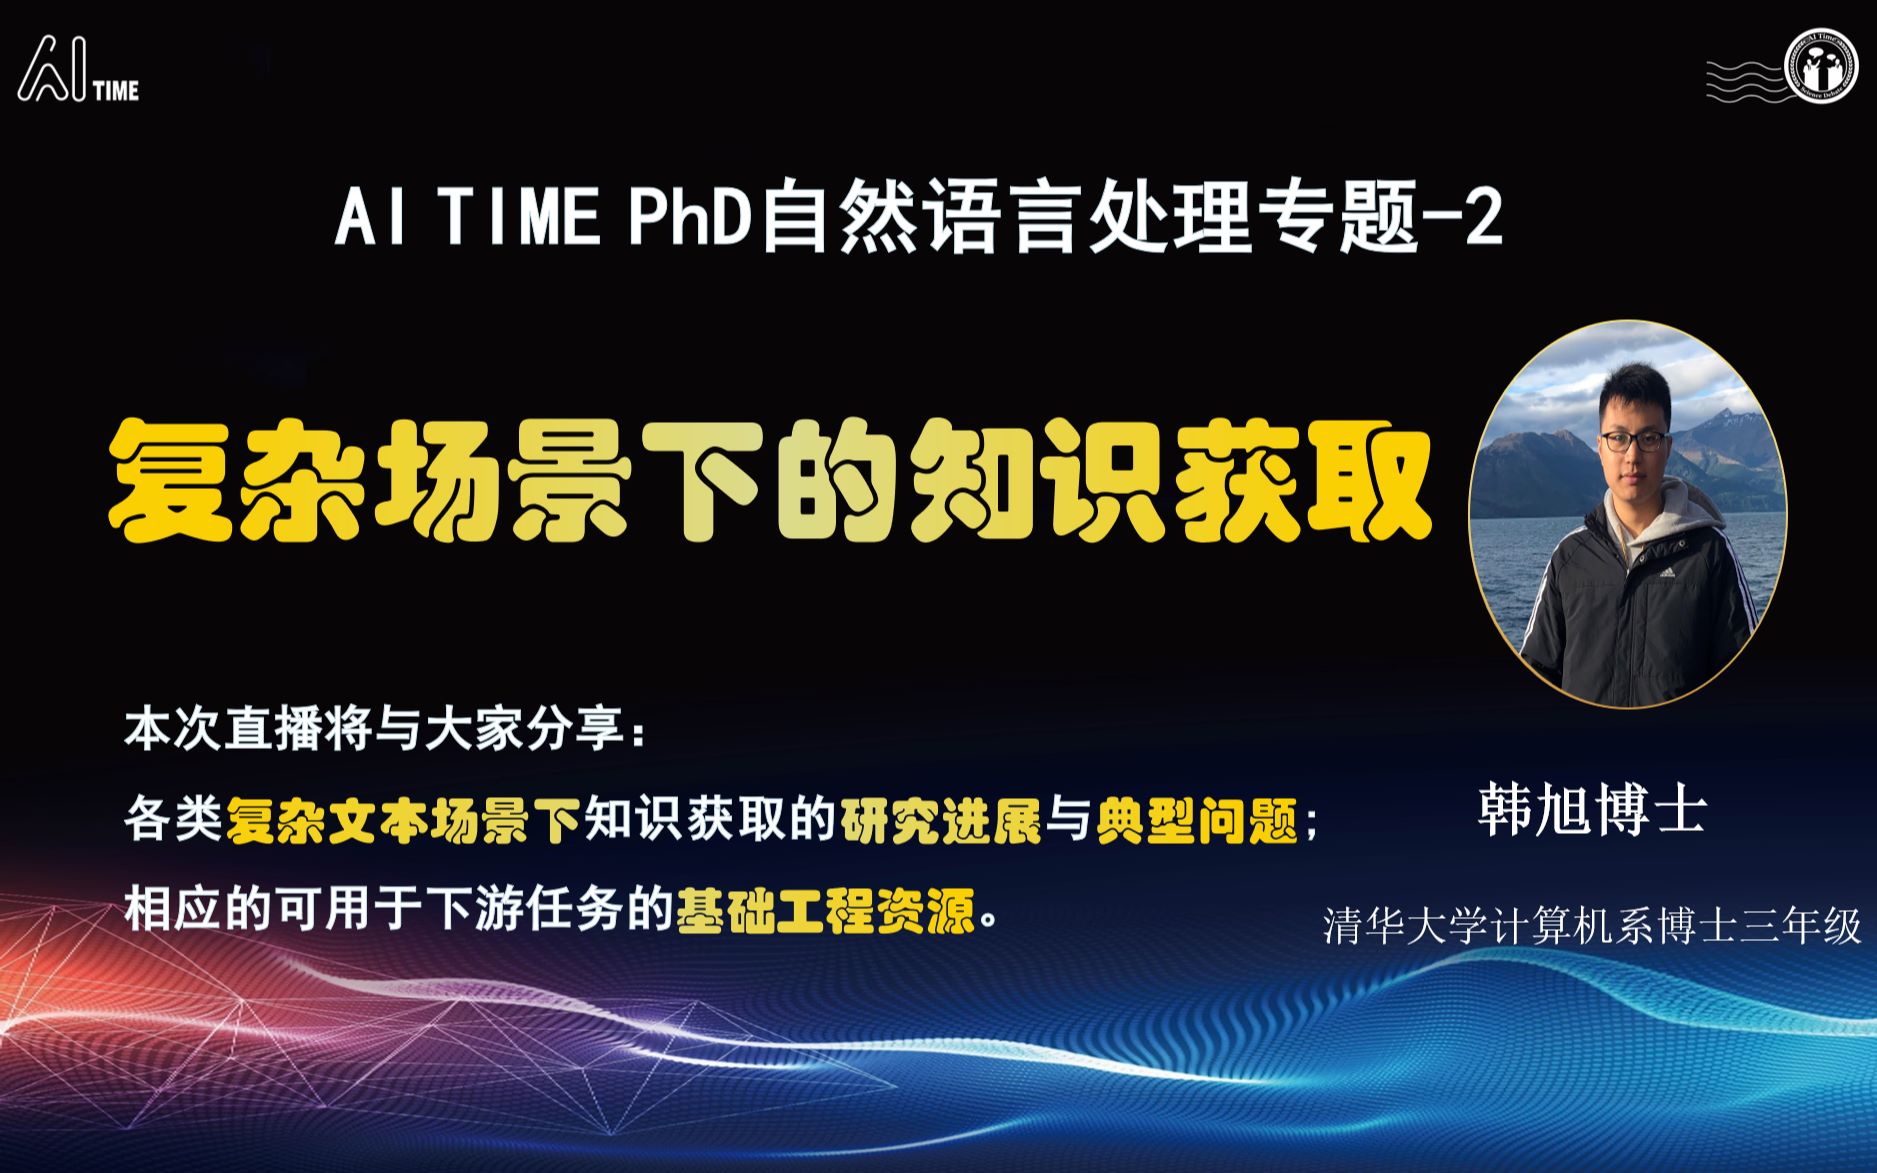 AI TIME
AI Time
Science Debate
AI TIME PhD自然语言处理专题-2
复杂场景下的知识获取
本次直播将与大家分享：
各类复杂文本场景下知识获取的研究进展与典型问题；
相应的可用于下游任务的基础工程资源。
韩旭博士
清华大学计算机系博士三年级